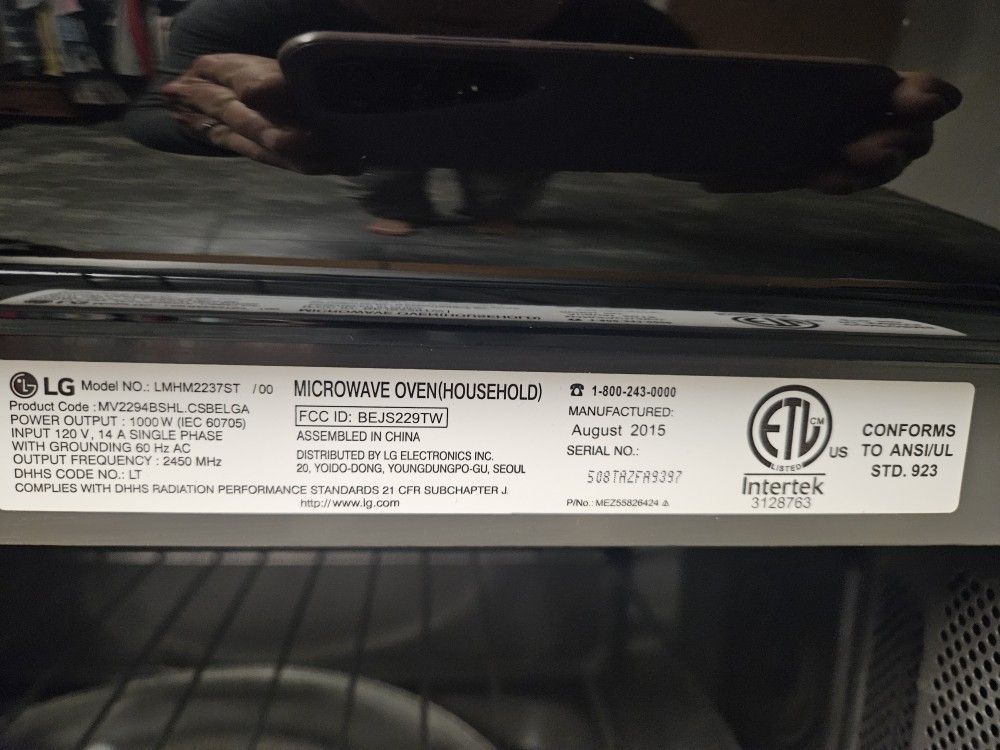 LG Model NO.: LMHM2237ST /00
Product Code : MV2294BSHL.CSBELGA
POWER OUTPUT : 1000W (IEC 60705)
INPUT 120 V, 14 A SINGLE PHASE
WITH GROUNDING 60 Hz AC
OUTPUT FREQUENCY : 2450 MHz
DHHS CODE NO.: LT
COMPLIES WITH DHHS RADIATION PERFORMANCE STANDARDS 21 CFR SUBCHAPTER J.
MICROWAVE OVEN(HOUSEHOLD)
FCC ID: BEJS229TW
ASSEMBLED IN CHINA
DISTRIBUTED BY LG ELECTRONICS INC.
20, YOIDO-DONG, YOUNGDUNGPO-GU, SEOUL
http://www.lg.com
☎ 1-800-243-0000
MANUFACTURED:
August 2015
SERIAL NO.:
508TAZFA9397
P/No.: MEZ55826424
ETL CM
LISTED
US
Intertek
3128763
CONFORMS
TO ANSI/UL
STD. 923